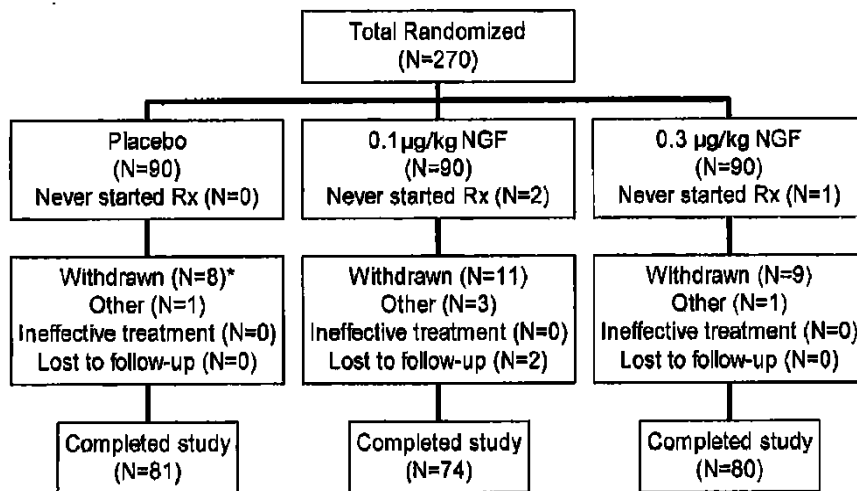 Total Randomized
(N=270)
Placebo
(N=90)
Never started Rx (N=0)
0.1µg/kg NGF
(N=90)
Never started Rx (N=2)
0.3 µg/kg NGF
(N=90)
Never started Rx (N=1)
Withdrawn (N=8)*
Other (N=1)
Ineffective treatment (N=0)
Lost to follow-up (N=0)
Withdrawn (N=11)
Other (N=3)
Ineffective treatment (N=0)
Lost to follow-up (N=2)
Withdrawn (N=9)
Other (N=1)
Ineffective treatment (N=0)
Lost to follow-up (N=0)
Completed study
(N=81)
Completed study
(N=74)
Completed study
(N=80)